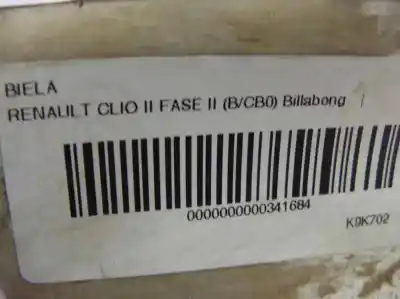 BIELA
RENAULT CLIO II FASE II (B/CB0) Billabong |
0000000000341684
K9K702